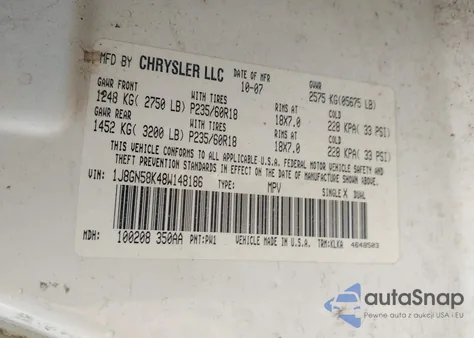 MFD BY CHRYSLER LLC DATE OF MFR 10-07 GVWR 2575 KG(05675 LB)
GAWR FRONT WITH TIRES RIMS AT COLD
1248 KG( 2750 LB) P235/60R18 18X7.0 228 KPA( 33 PSI)
GAWR REAR WITH TIRES RIMS AT COLD
1452 KG( 3200 LB) P235/60R18 18X7.0 228 KPA( 33 PSI)
THIS VEHICLE CONFORMS TO ALL APPLICABLE U.S.A. FEDERAL MOTOR VEHICLE SAFETY AND
THEFT PREVENTION STANDARDS IN EFFECT ON THE DATE OF MANUFACTURE SHOWN ABOVE.
VIN: 1J8GN58K48W148186 TYPE: MPV SINGLE X DUAL
MDH: 100208 350AA PNT:PW1 VEHICLE MADE IN U.S.A. TRM:KLKA 4648503
autoSnap
Pewne auto z aukcji USA i EU